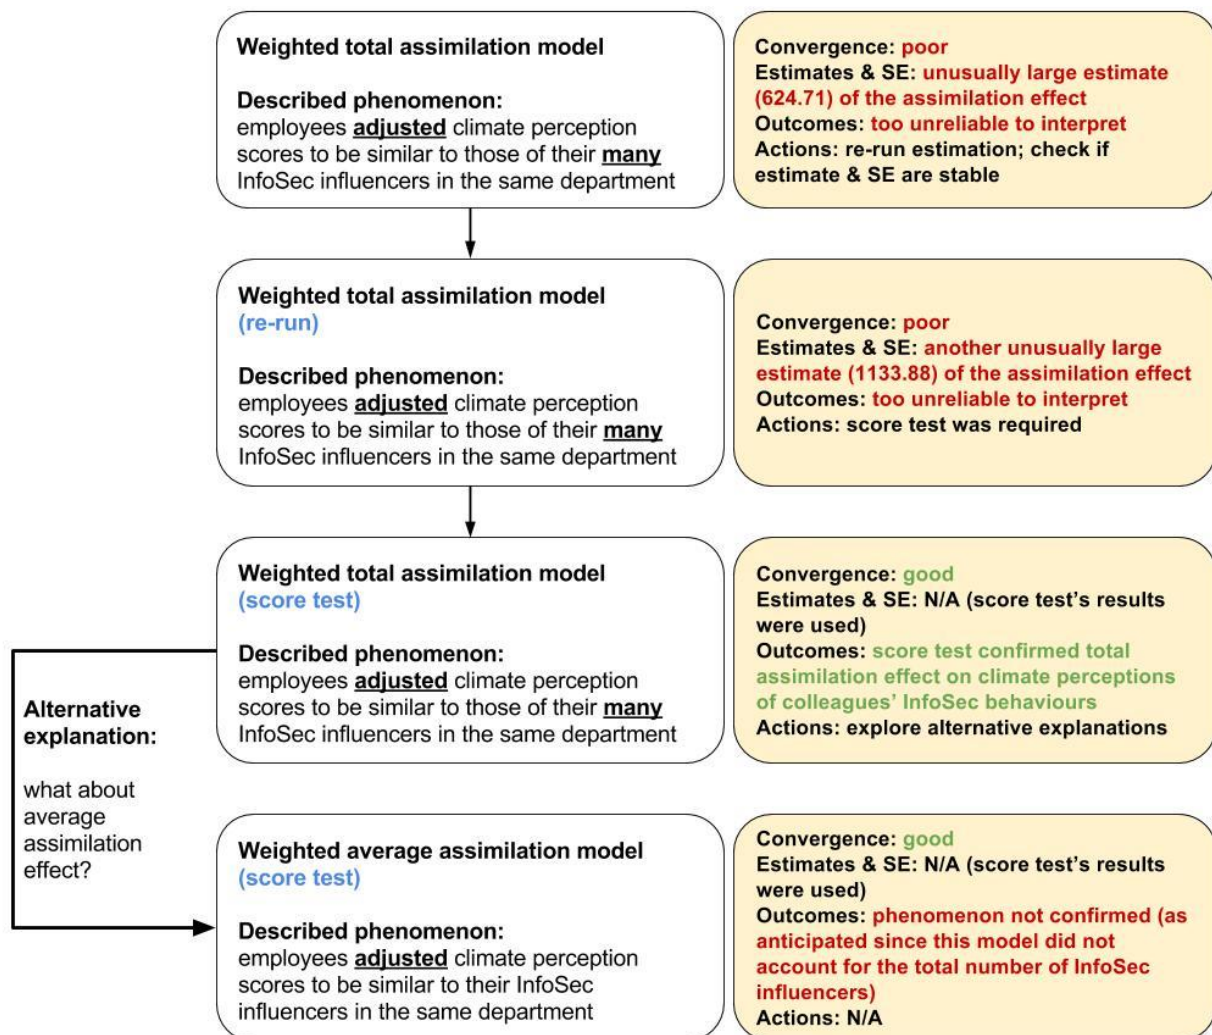 Weighted total assimilation model
Described phenomenon:
employees adjusted climate perception
scores to be similar to those of their many
InfoSec influencers in the same department
Convergence: poor
Estimates & SE: unusually large estimate
(624.71) of the assimilation effect
Outcomes: too unreliable to interpret
Actions: re-run estimation; check if
estimate & SE are stable
Weighted total assimilation model
(re-run)
Described phenomenon:
employees adjusted climate perception
scores to be similar to those of their many
InfoSec influencers in the same department
Convergence: poor
Estimates & SE: another unusually large
estimate (1133.88) of the assimilation effect
Outcomes: too unreliable to interpret
Actions: score test was required
Weighted total assimilation model
(score test)
Described phenomenon:
employees adjusted climate perception
scores to be similar to those of their many
InfoSec influencers in the same department
Convergence: good
Estimates & SE: N/A (score test's results
were used)
Outcomes: score test confirmed total
assimilation effect on climate perceptions
of colleagues' InfoSec behaviours
Actions: explore alternative explanations
Alternative
explanation:
what about
average
assimilation
effect?
Weighted average assimilation model
(score test)
Described phenomenon:
employees adjusted climate perception
scores to be similar to their InfoSec
influencers in the same department
Convergence: good
Estimates & SE: N/A (score test's results
were used)
Outcomes: phenomenon not confirmed (as
anticipated since this model did not
account for the total number of InfoSec
influencers)
Actions: N/A